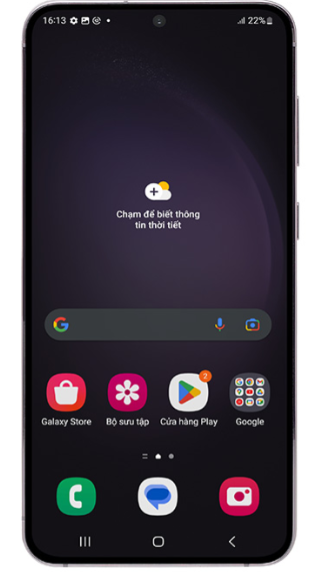 16:13 22%
Chạm để biết thông
tin thời tiết
Galaxy Store Bộ sưu tập Cửa hàng Play Google
2